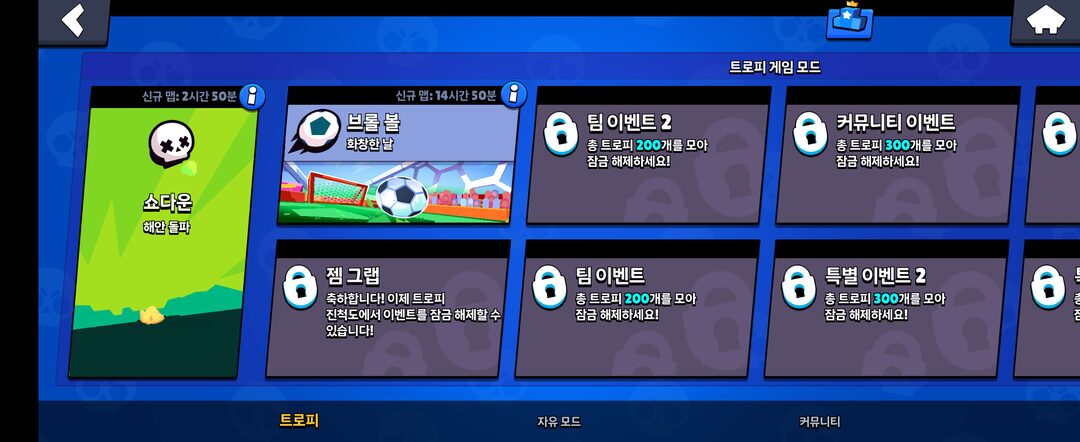 트로피 게임 모드
신규 맵: 2시간 50분
쇼다운
해안 돌파
신규 맵: 14시간 50분
브롤 볼
화창한 날
팀 이벤트 2
총 트로피 200개를 모아
잠금 해제하세요!
커뮤니티 이벤트
총 트로피 300개를 모아
잠금 해제하세요!
젬 그랩
축하합니다! 이제 트로피
진척도에서 이벤트를 잠금 해제할 수
있습니다!
팀 이벤트
총 트로피 200개를 모아
잠금 해제하세요!
특별 이벤트 2
총 트로피 300개를 모아
잠금 해제하세요!
트로피
자유 모드
커뮤니티